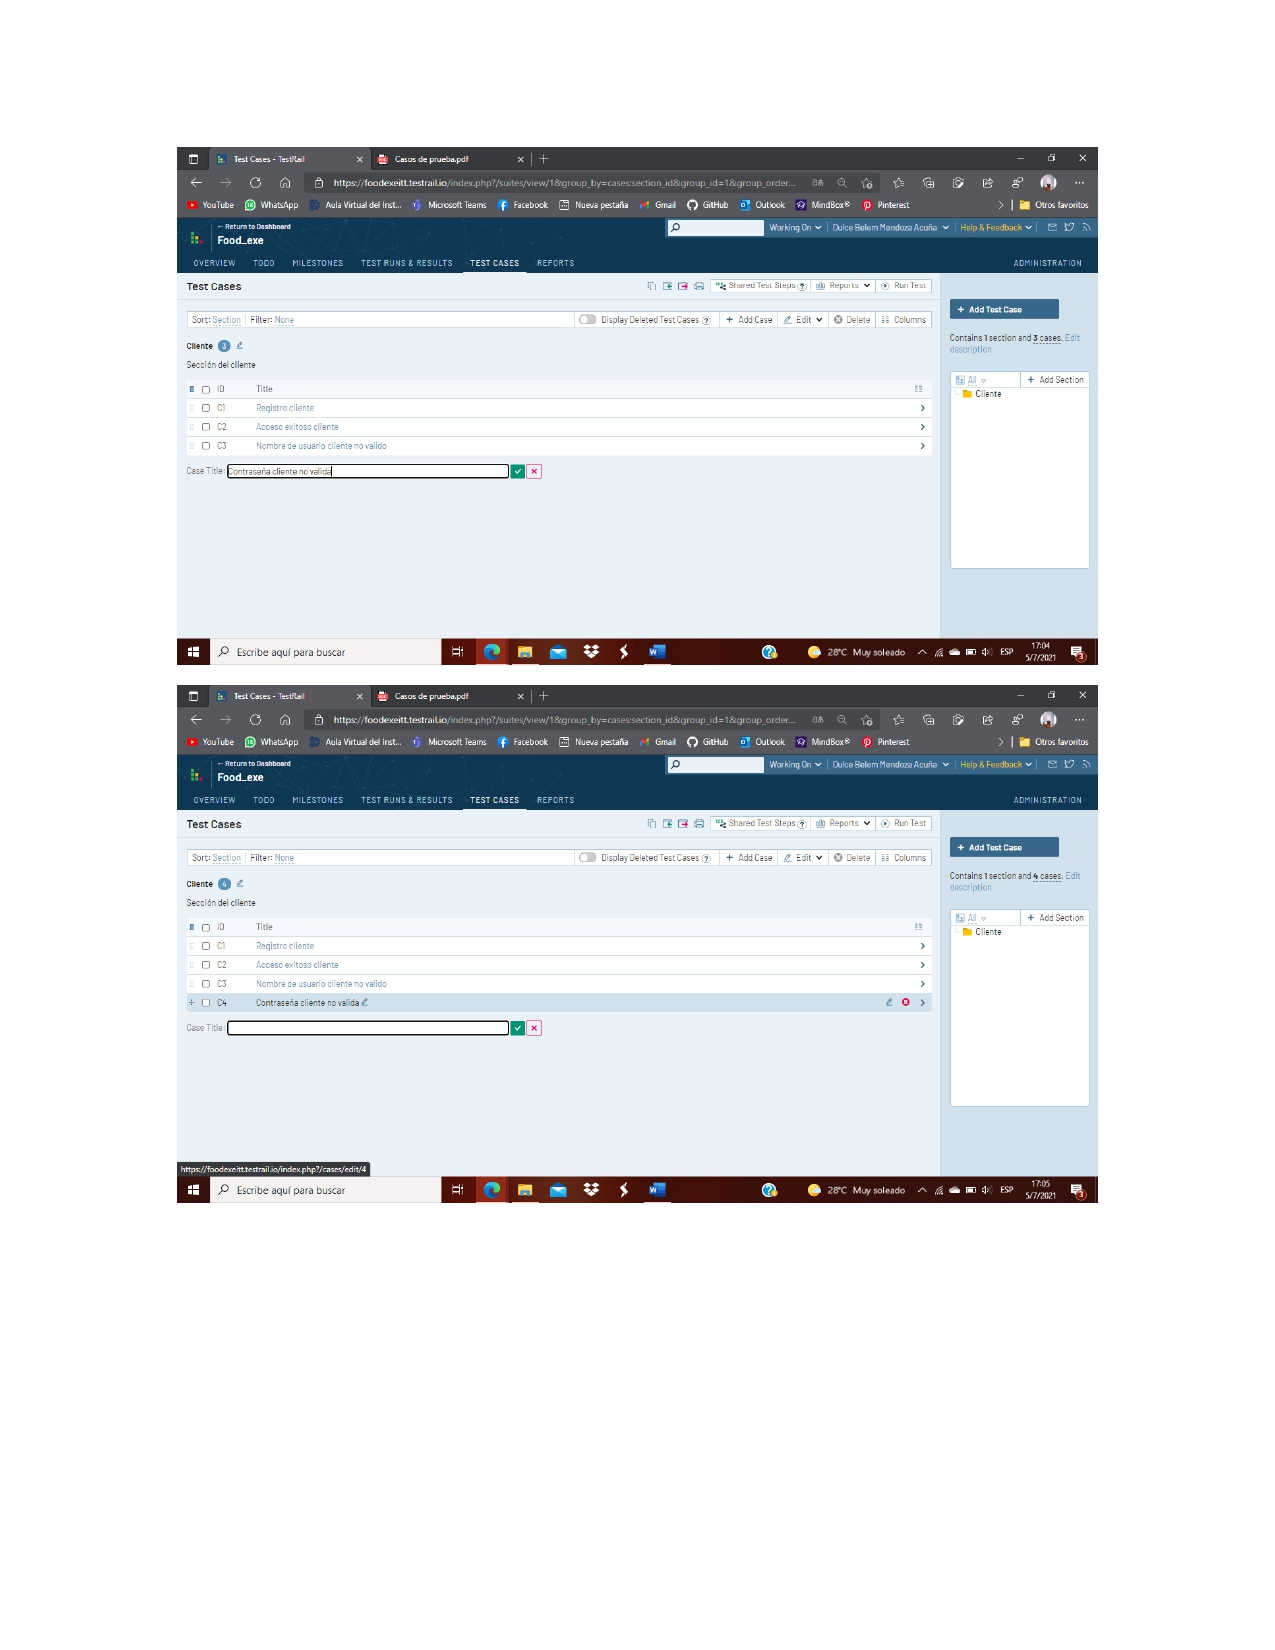 Test Cases - TestRail
Casos de prueba.pdf
https://foodexeitt.testrail.io/index.php?/suites/view/1&group_by=cases:section_id&group_id=1&group_order...
YouTube WhatsApp Aula Virtual del Inst... Microsoft Teams Facebook Nueva pestaña Gmail GitHub Outlook MindBox® Pinterest Otros favoritos
← Return to Dashboard
Food_exe
Working On Dulce Belem Mendoza Acuña Help & Feedback
OVERVIEW TODO MILESTONES TEST RUNS & RESULTS TEST CASES REPORTS ADMINISTRATION
Test Cases
Shared Test Steps ? Reports Run Test
Sort: Section Filter: None Display Deleted Test Cases ? + Add Case Edit Delete Columns
+ Add Test Case
Contains 1 section and 3 cases. Edit
description
Cliente 3
Sección del cliente
All + Add Section
Cliente
ID Title
C1 Registro cliente
C2 Acceso exitoso cliente
C3 Nombre de usuario cliente no valido
Case Title: Contraseña cliente no valida
Escribe aquí para buscar
28°C Muy soleado ESP
17:04
5/7/2021
3
Test Cases - TestRail
Casos de prueba.pdf
https://foodexeitt.testrail.io/index.php?/suites/view/1&group_by=cases:section_id&group_id=1&group_order...
YouTube WhatsApp Aula Virtual del Inst... Microsoft Teams Facebook Nueva pestaña Gmail GitHub Outlook MindBox® Pinterest Otros favoritos
← Return to Dashboard
Food_exe
Working On Dulce Belem Mendoza Acuña Help & Feedback
OVERVIEW TODO MILESTONES TEST RUNS & RESULTS TEST CASES REPORTS ADMINISTRATION
Test Cases
Shared Test Steps ? Reports Run Test
Sort: Section Filter: None Display Deleted Test Cases ? + Add Case Edit Delete Columns
+ Add Test Case
Contains 1 section and 4 cases. Edit
description
Cliente 4
Sección del cliente
All + Add Section
Cliente
ID Title
C1 Registro cliente
C2 Acceso exitoso cliente
C3 Nombre de usuario cliente no valido
C4 Contraseña cliente no valida
Case Title:
https://foodexeitt.testrail.io/index.php?/cases/edit/4
Escribe aquí para buscar
28°C Muy soleado ESP
17:05
5/7/2021
3